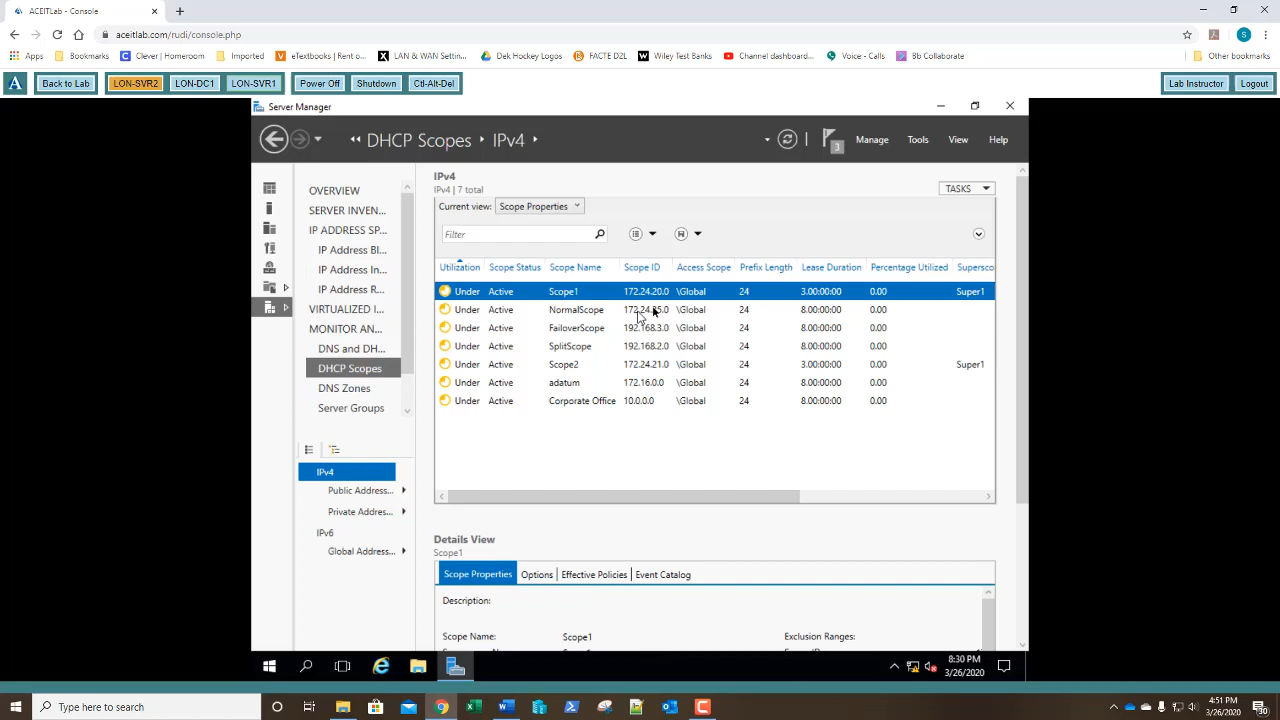 ACEITLab - Console
aceitlab.com/rudi/console.php
Apps Bookmarks Clever | Homeroom Imported eTextbooks | Rent o... LAN & WAN Settin... Dek Hockey Logos FACTE D2L Wiley Test Banks Channel dashboard... Voice - Calls Bb Collaborate Other bookmarks
Back to Lab LON-SVR2 LON-DC1 LON-SVR1 Power Off Shutdown Ctl-Alt-Del Lab Instructor Logout
Server Manager
DHCP Scopes IPv4 3 Manage Tools View Help
OVERVIEW
SERVER INVEN...
IP ADDRESS SP...
IP Address Bl...
IP Address In...
IP Address R...
VIRTUALIZED I...
MONITOR AN...
DNS and DH...
DHCP Scopes
DNS Zones
Server Groups
IPv4
Public Address...
Private Addres...
IPv6
Global Address...
IPv4
IPv4 | 7 total
TASKS
Current view: Scope Properties
Filter
Utilization Scope Status Scope Name Scope ID Access Scope Prefix Length Lease Duration Percentage Utilized Supersco
Under Active Scope1 172.24.20.0 \Global 24 3.00:00:00 0.00 Super1
Under Active NormalScope \Global 24 8.00:00:00 0.00
Under Active FailoverScope 192.168.3.0 \Global 24 8.00:00:00 0.00
Under Active SplitScope 192.168.2.0 \Global 24 8.00:00:00 0.00
Under Active Scope2 172.24.21.0 \Global 24 3.00:00:00 0.00 Super1
Under Active adatum 172.16.0.0 \Global 24 8.00:00:00 0.00
Under Active Corporate Office 10.0.0.0 \Global 24 8.00:00:00 0.00
Details View
Scope1
Scope Properties Options Effective Policies Event Catalog
Description:
Scope Name: Scope1 Exclusion Ranges:
8:30 PM
3/26/2020
Type here to search
4:51 PM
3/26/2020